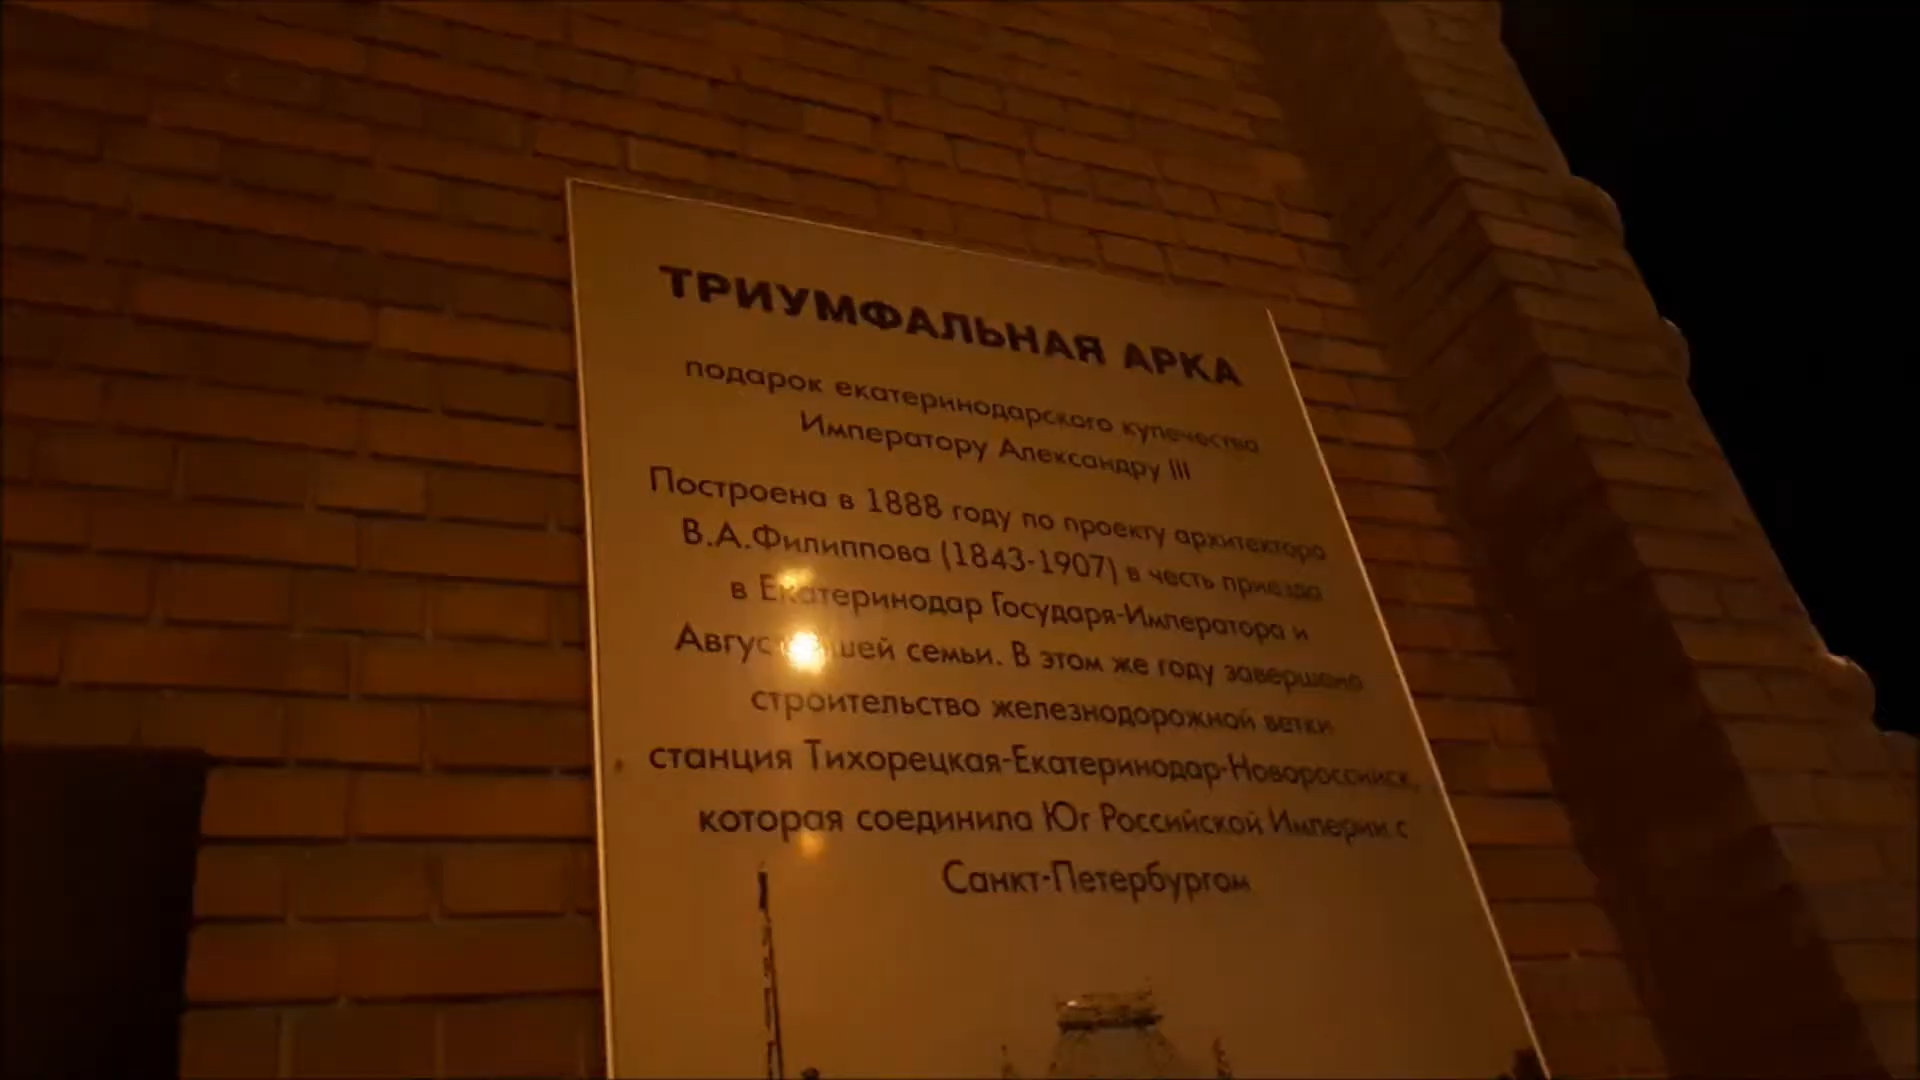 ТРИУМФАЛЬНАЯ АРКА
подарок екатеринодарского купечества
Императору Александру III
Построена в 1888 году по проекту архитектора
В.А.Филиппова (1843-1907) в честь приезда
в Екатеринодар Государя-Императора и
Августейшей семьи. В этом же году завершено
строительство железнодорожной ветки
станция Тихорецкая-Екатеринодар-Новороссийск,
которая соединила Юг Российской Империи с
Санкт-Петербургом